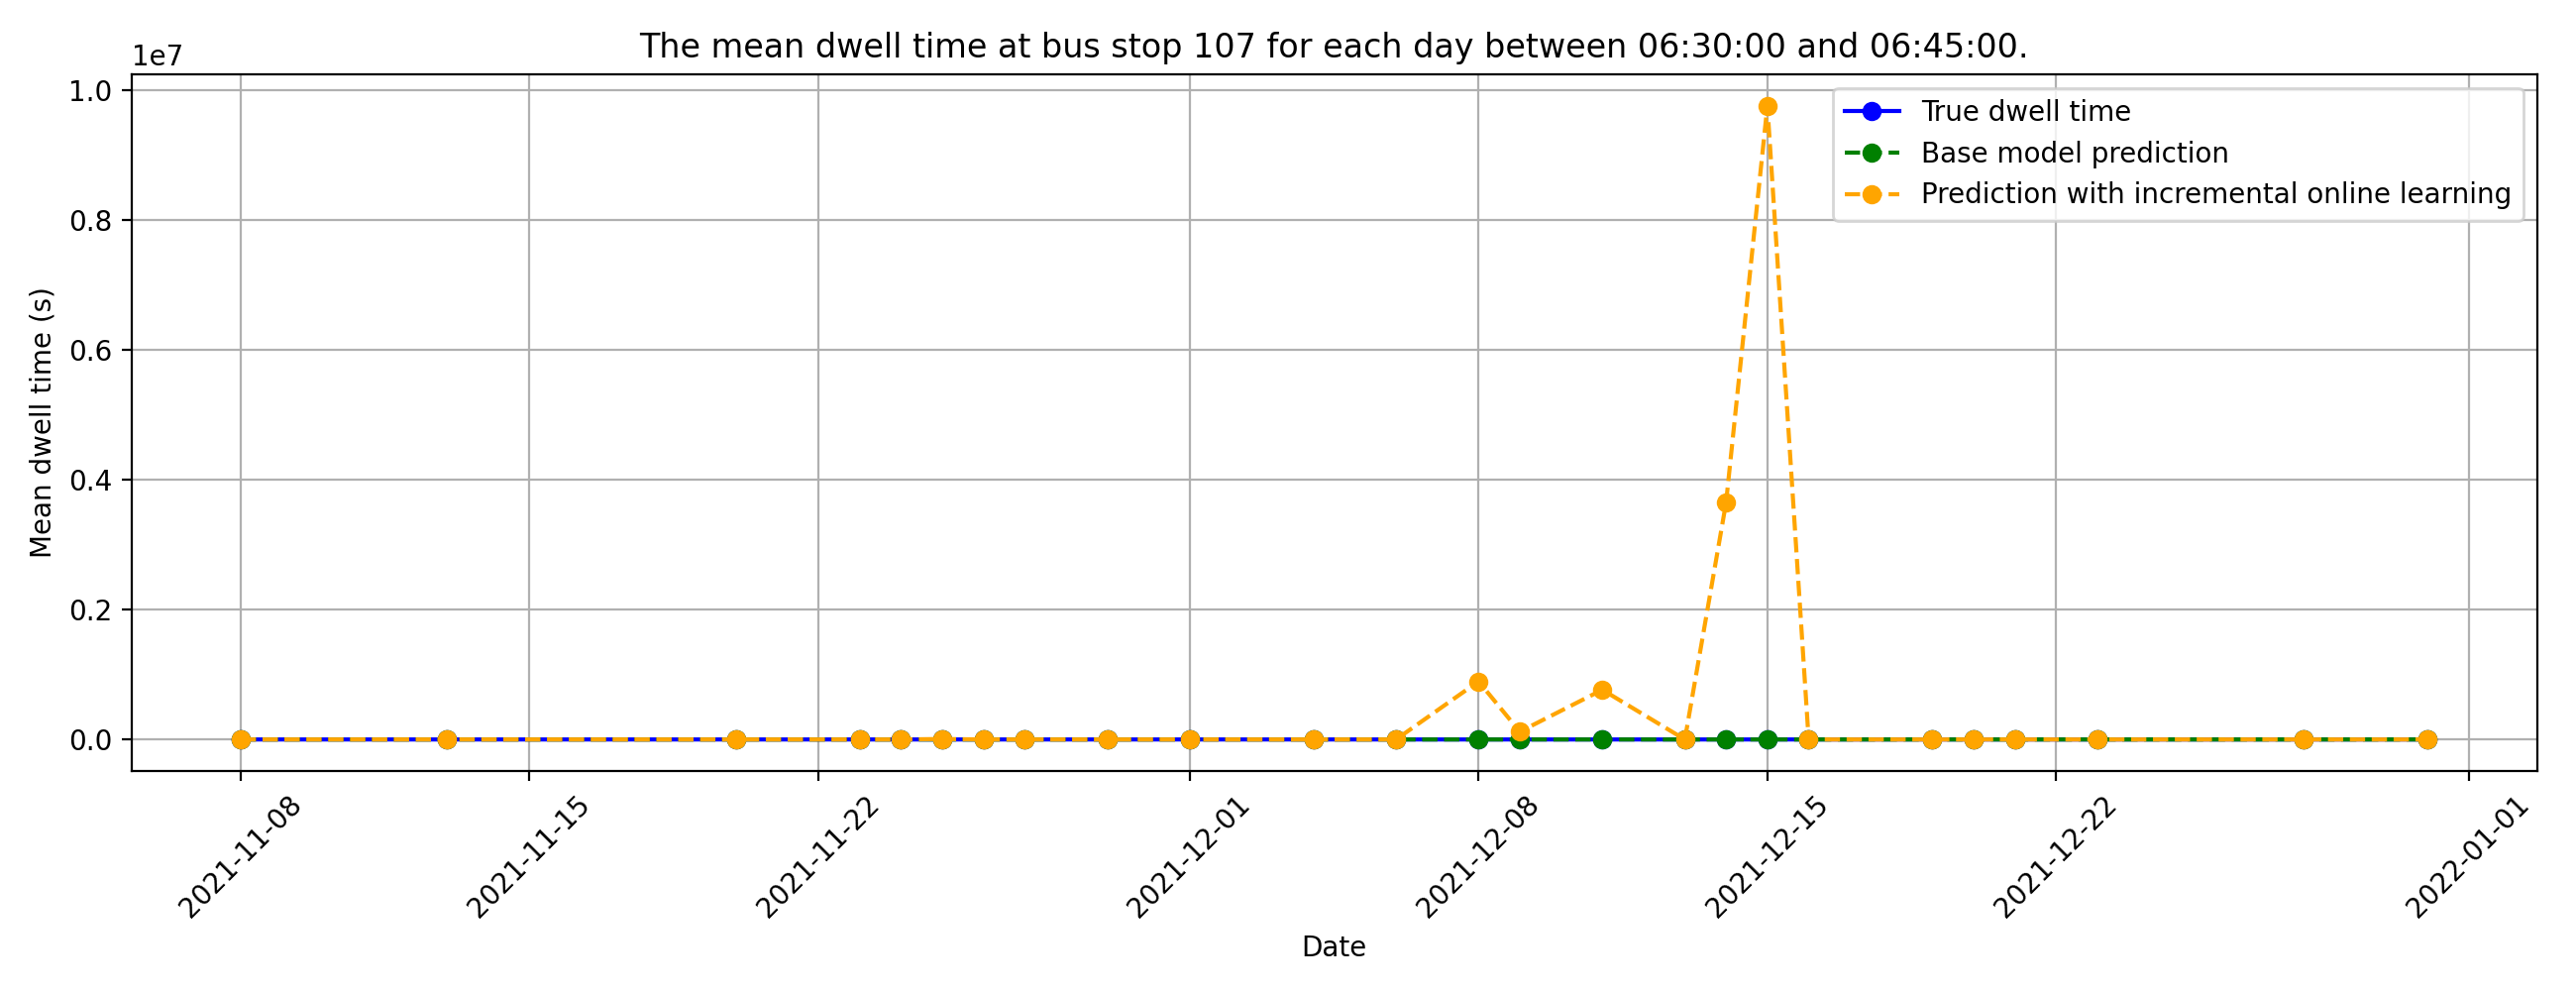 The mean dwell time at bus stop 107 for each day between 06:30:00 and 06:45:00.
1e7
1.0
0.8
0.6
0.4
0.2
0.0
Mean dwell time (s)
True dwell time
Base model prediction
Prediction with incremental online learning
2021-11-08
2021-11-15
2021-11-22
2021-12-01
2021-12-08
2021-12-15
2021-12-22
2022-01-01
Date